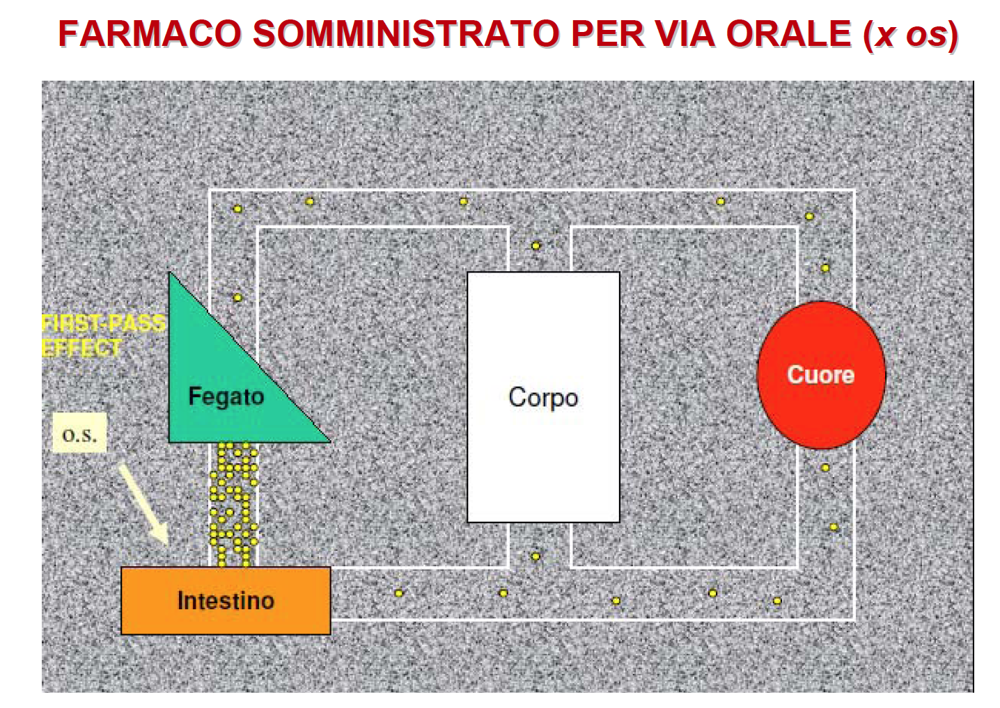 FARMACO SOMMINISTRATO PER VIA ORALE (x os)
FIRST-PASS
EFFECT
Fegato
o.s.
Corpo
Cuore
Intestino